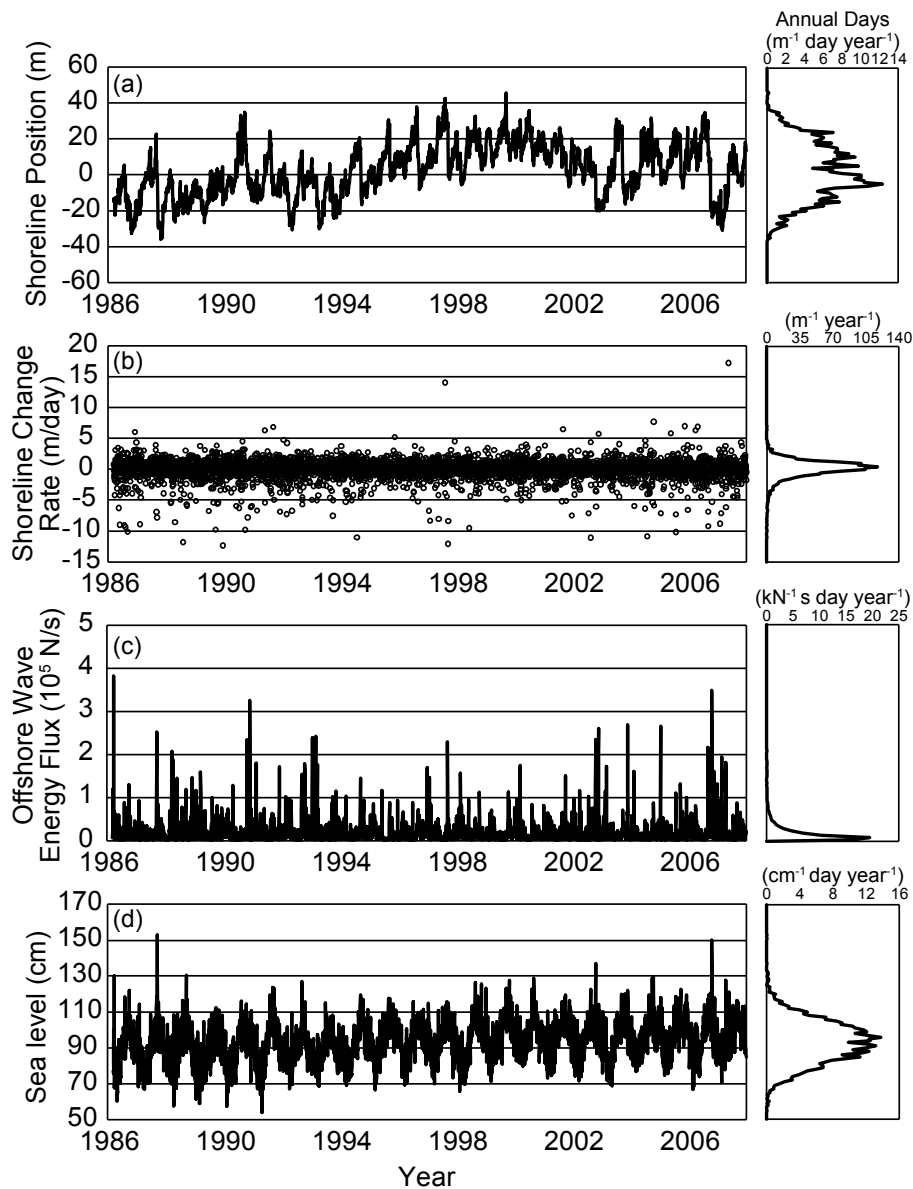 Annual Days
(m⁻¹ day year⁻¹)
0 2 4 6 8 10 12 14
Shoreline Position (m)
(a)
60
40
20
0
-20
-40
-60
1986 1990 1994 1998 2002 2006
(m⁻¹ year⁻¹)
0 35 70 105 140
Shoreline Change
Rate (m/day)
(b)
20
15
10
5
0
-5
-10
-15
1986 1990 1994 1998 2002 2006
(kN⁻¹ s day year⁻¹)
0 5 10 15 20 25
Offshore Wave
Energy Flux (10⁵ N/s)
(c)
5
4
3
2
1
0
1986 1990 1994 1998 2002 2006
(cm⁻¹ day year⁻¹)
0 4 8 12 16
Sea level (cm)
(d)
170
150
130
110
90
70
50
1986 1990 1994 1998 2002 2006
Year